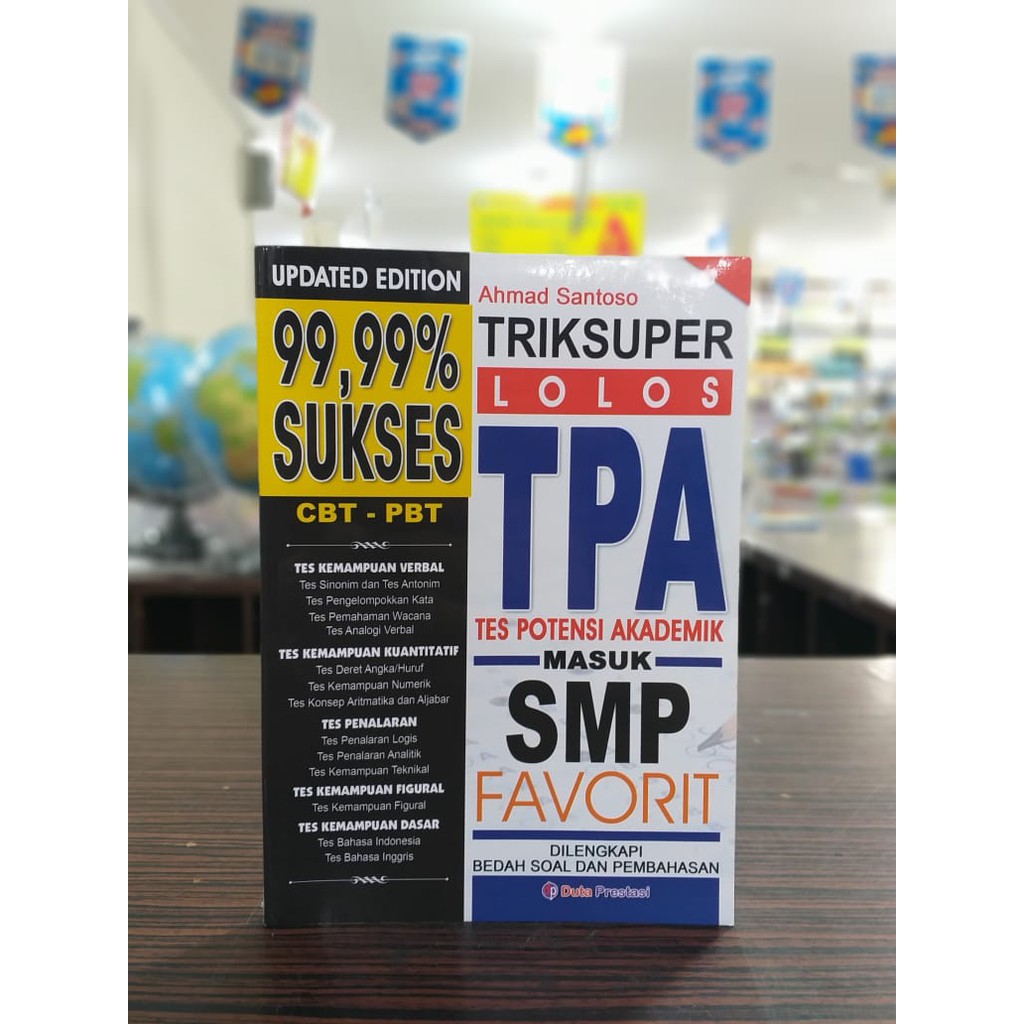 UPDATED EDITION
99,99%
SUKSES
CBT - PBT
TES KEMAMPUAN VERBAL
Tes Sinonim dan Tes Antonim
Tes Pengelompokkan Kata
Tes Pemahaman Wacana
Tes Analogi Verbal
TES KEMAMPUAN KUANTITATIF
Tes Deret Angka/Huruf
Tes Kemampuan Numerik
Tes Konsep Aritmatika dan Aljabar
TES PENALARAN
Tes Penalaran Logis
Tes Penalaran Analitik
Tes Kemampuan Teknikal
TES KEMAMPUAN FIGURAL
Tes Kemampuan Figural
TES KEMAMPUAN DASAR
Tes Bahasa Indonesia
Tes Bahasa Inggris
Ahmad Santoso
TRIKSUPER
LOLOS
TPA
TES POTENSI AKADEMIK
MASUK
SMP
FAVORIT
DILENGKAPI
BEDAH SOAL DAN PEMBAHASAN
Duta Prestasi